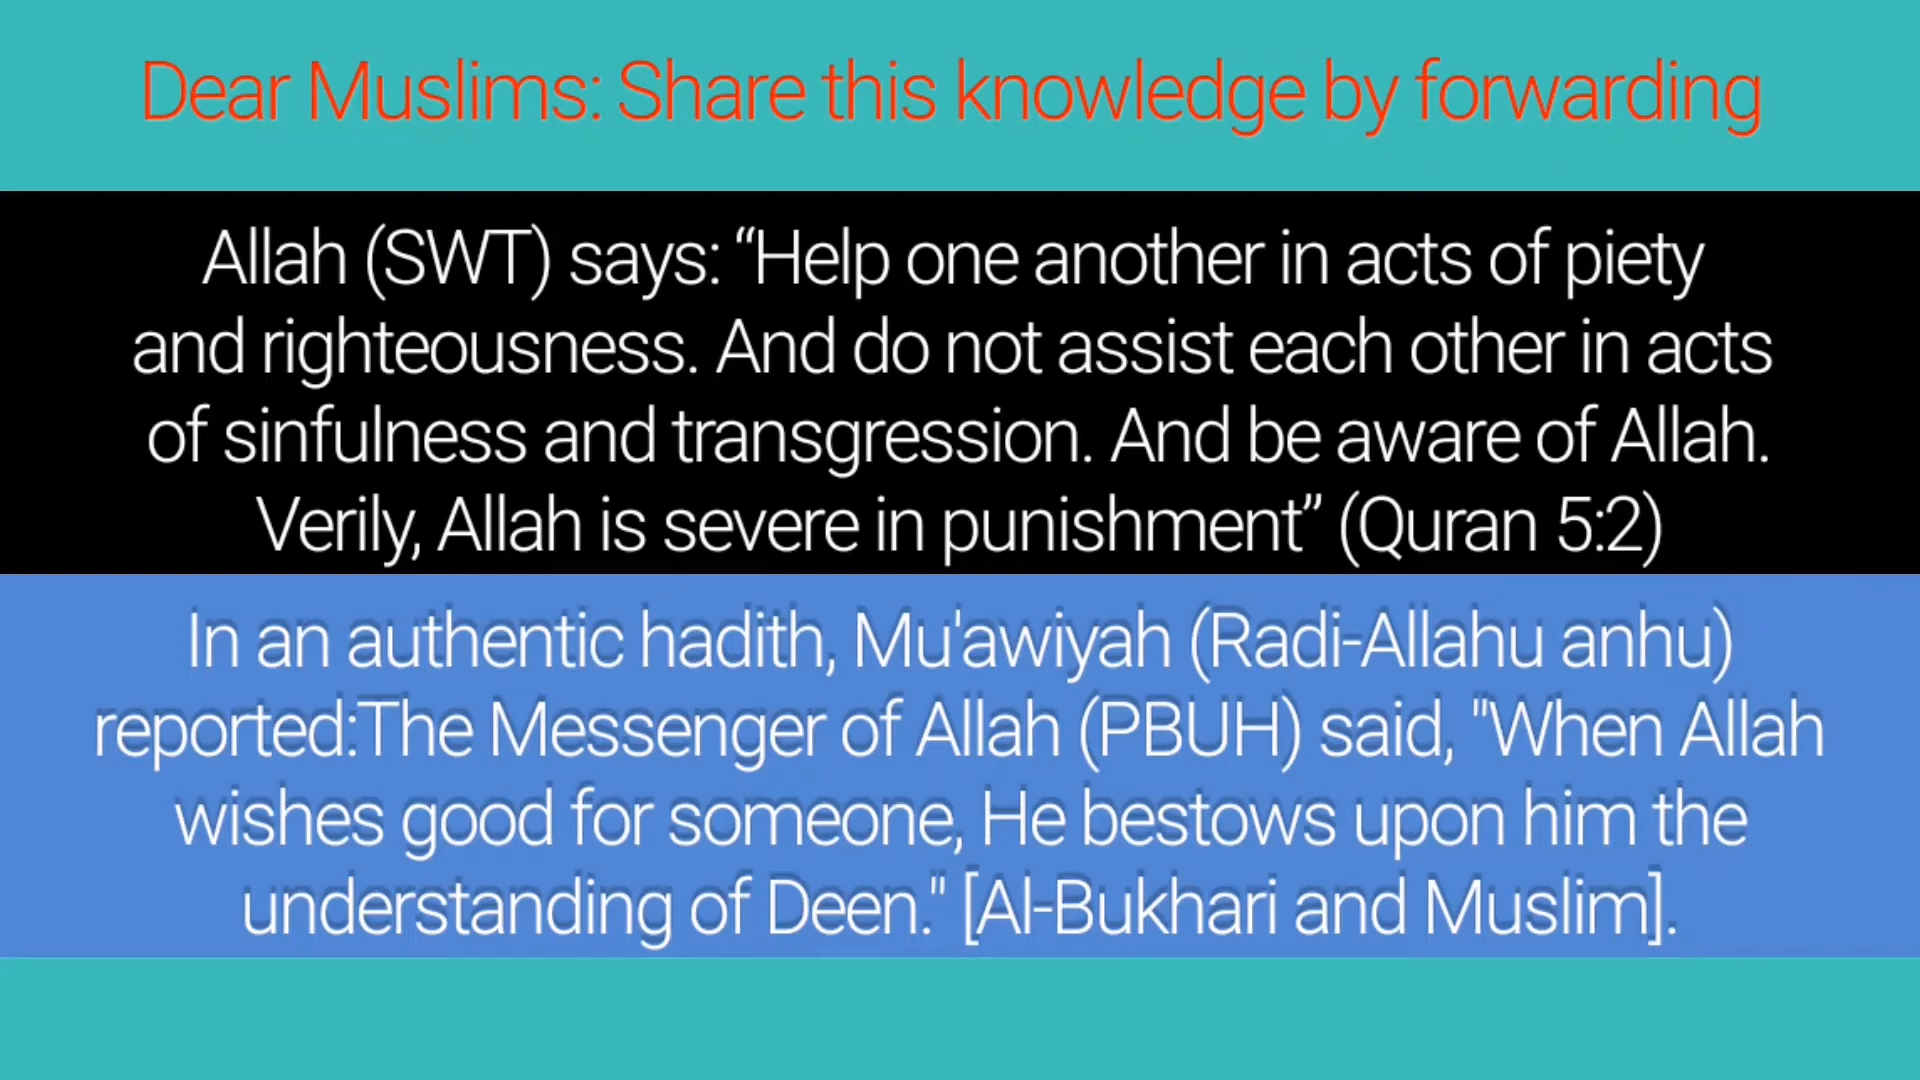 Dear Muslims: Share this knowledge by forwarding
Allah (SWT) says: “Help one another in acts of piety
and righteousness. And do not assist each other in acts
of sinfulness and transgression. And be aware of Allah.
Verily, Allah is severe in punishment” (Quran 5:2)
In an authentic hadith, Mu'awiyah (Radi-Allahu anhu)
reported:The Messenger of Allah (PBUH) said, "When Allah
wishes good for someone, He bestows upon him the
understanding of Deen." [Al-Bukhari and Muslim].